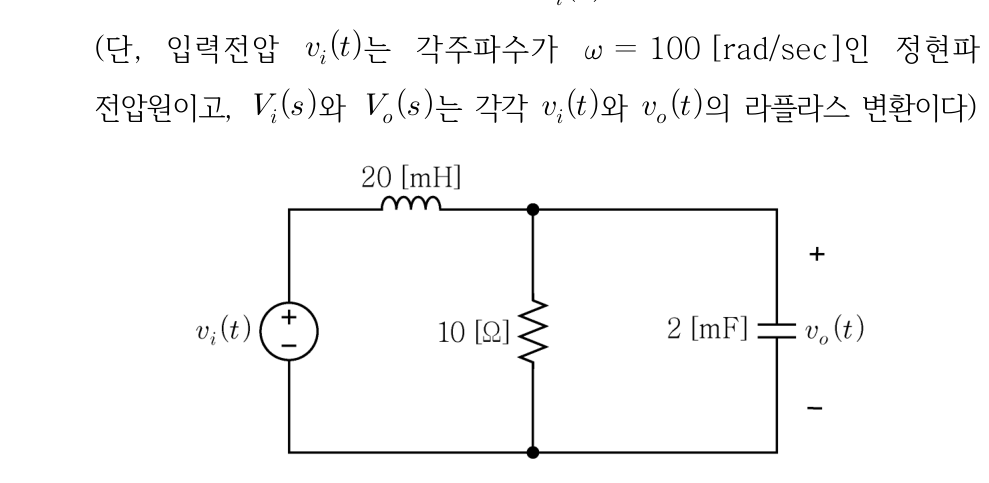 (단, 입력전압 v_i(t)는 각주파수가 ω = 100 [rad/sec]인 정현파
전압원이고, V_i(s)와 V_o(s)는 각각 v_i(t)와 v_o(t)의 라플라스 변환이다)
20 [mH]
+
v_i(t) + − 10 [Ω] 2 [mF] v_o(t)
−